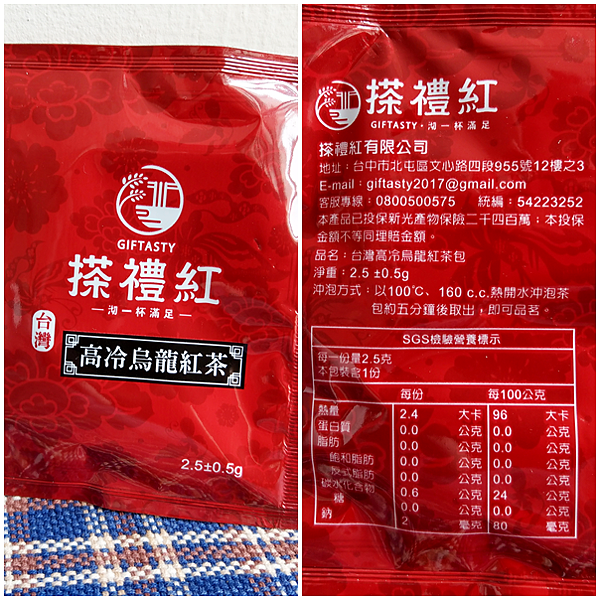 GIFTASTY
搽禮紅
沏一杯滿足
台灣
高冷烏龍紅茶
2.5±0.5g
搽禮紅
GIFTASTY・沏一杯滿足
搽禮紅有限公司
地址：台中市北屯區文心路四段955號12樓之3
E-mail：giftasty2017@gmail.com
客服專線：0800500575 統編：54223252
本產品已投保新光產物保險二千四百萬；本投保
金額不等同理賠金額。
品名：台灣高冷烏龍紅茶包
淨重：2.5 ±0.5g
沖泡方式：以100℃、160 c.c.熱開水沖泡茶
包約五分鐘後取出，即可品茗。
SGS檢驗營養標示
每一份量2.5克
本包裝含1份
每份 每100公克
熱量 2.4 大卡 96 大卡
蛋白質 0.0 公克 0.0 公克
脂肪 0.0 公克 0.0 公克
飽和脂肪 0.0 公克 0.0 公克
反式脂肪 0.0 公克 0.0 公克
碳水化合物 0.6 公克 24 公克
糖 0.0 公克 0.0 公克
鈉 2 毫克 80 毫克